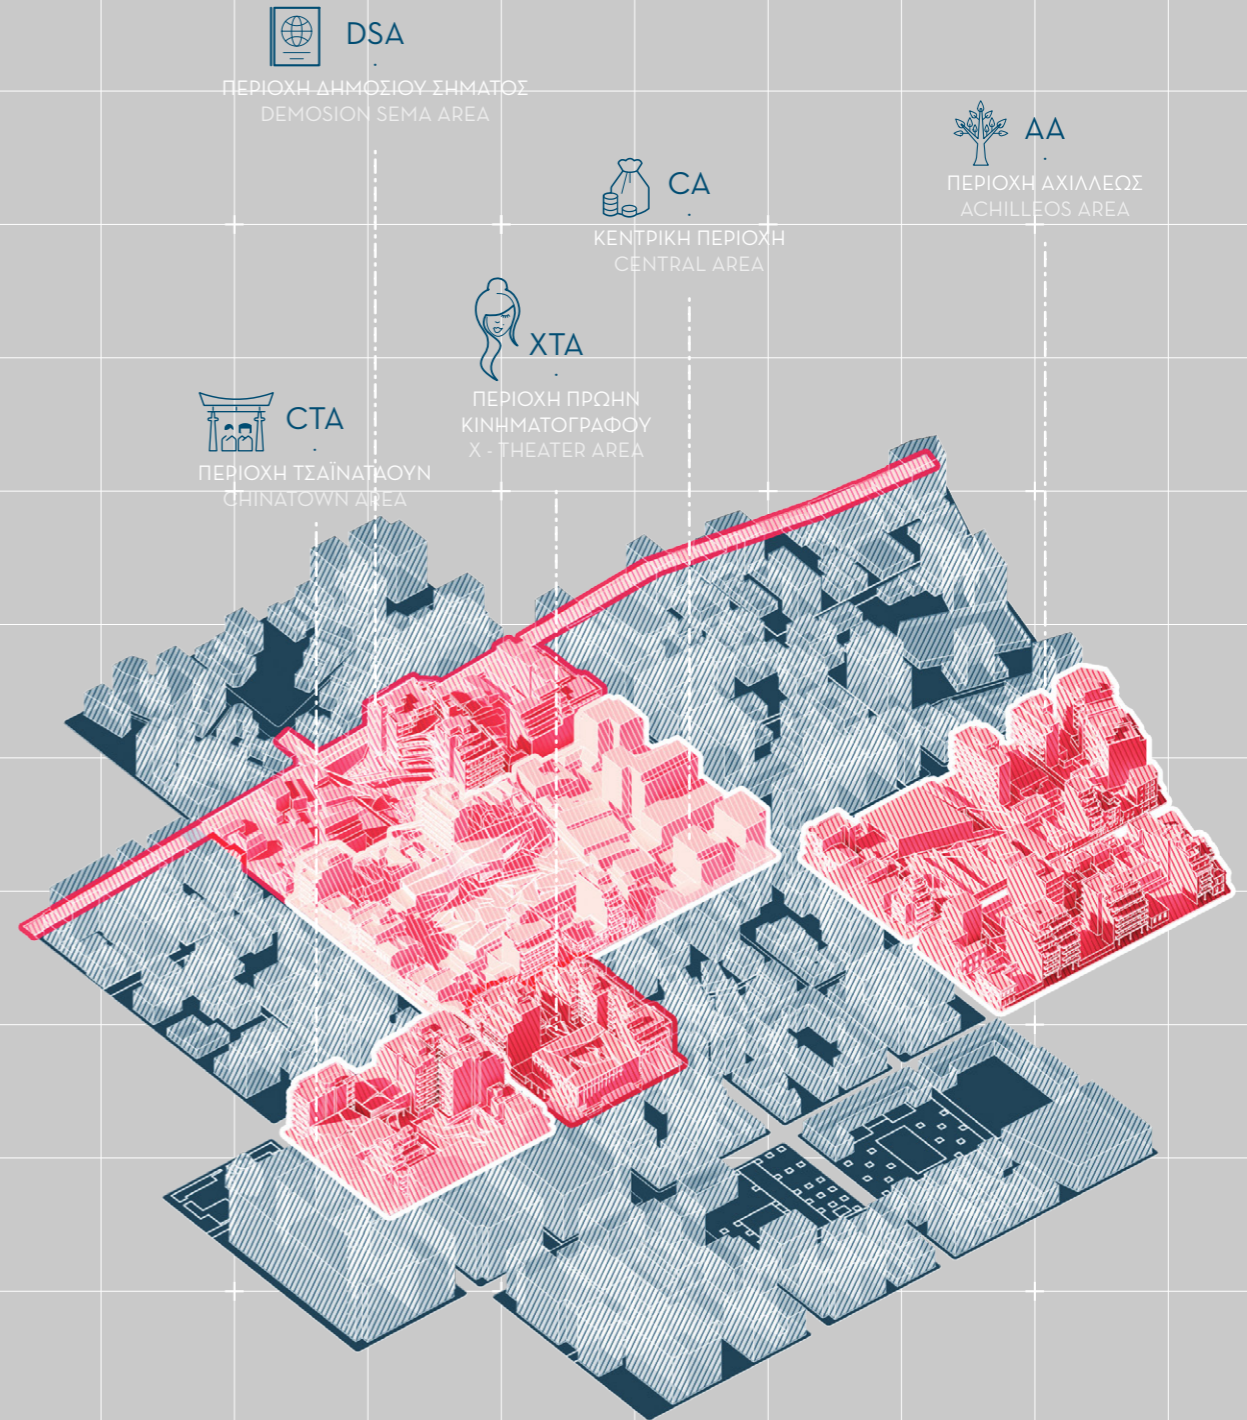 DSA
ΠΕΡΙΟΧΗ ΔΗΜΟΣΙΟΥ ΣΗΜΑΤΟΣ
DEMOSION SEMA AREA
AA
ΠΕΡΙΟΧΗ ΑΧΙΛΛΕΩΣ
ACHILLEOS AREA
CA
ΚΕΝΤΡΙΚΗ ΠΕΡΙΟΧΗ
CENTRAL AREA
XTA
ΠΕΡΙΟΧΗ ΠΡΩΗΝ
ΚΙΝΗΜΑΤΟΓΡΑΦΟΥ
X - THEATER AREA
CTA
ΠΕΡΙΟΧΗ ΤΣΑΪΝΑΤΑΟΥΝ
CHINATOWN AREA